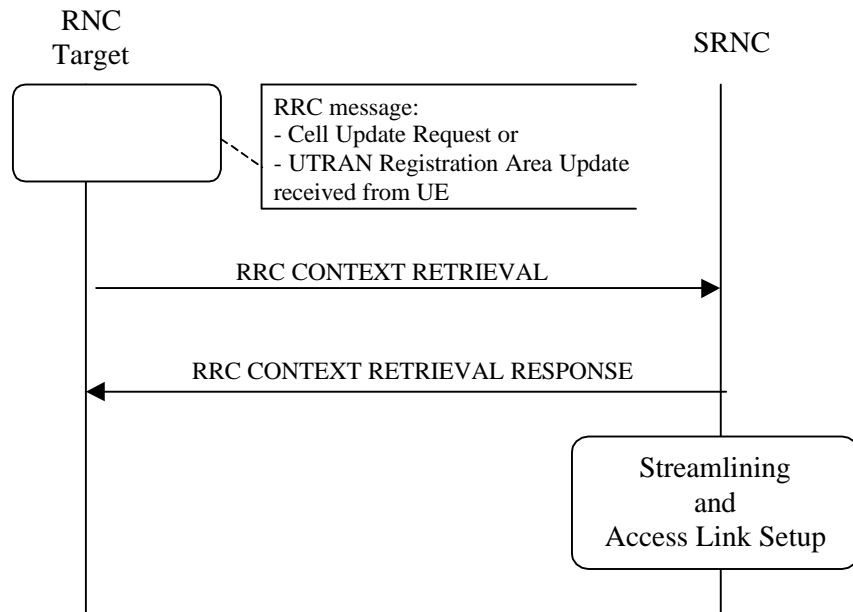 RNC
Target
SRNC
RRC message:
- Cell Update Request or
- UTRAN Registration Area Update
received from UE
RRC CONTEXT RETRIEVAL
RRC CONTEXT RETRIEVAL RESPONSE
Streamlining
and
Access Link Setup